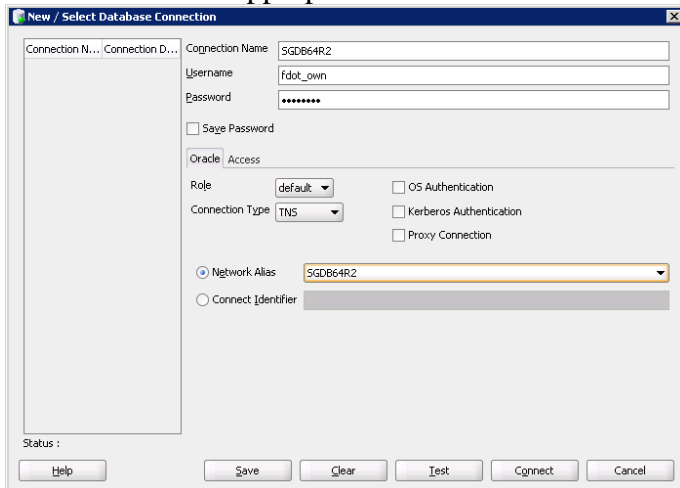 New / Select Database Connection
Connection N... Connection D...
Connection Name SGDB64R2
Username fdot_own
Password ••••••••
Save Password
Oracle Access
Role default OS Authentication
Connection Type TNS Kerberos Authentication
Proxy Connection
Network Alias SGDB64R2
Connect Identifier
Status :
Help Save Clear Test Connect Cancel